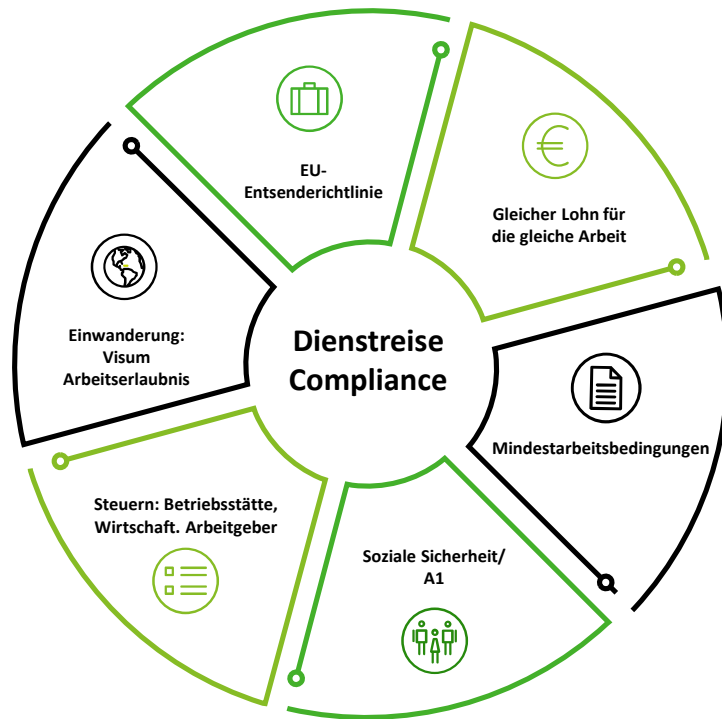 EU-
Entsenderichtlinie
Gleicher Lohn für
die gleiche Arbeit
Einwanderung:
Visum
Arbeitserlaubnis
Dienstreise
Compliance
Mindestarbeitsbedingungen
Steuern: Betriebsstätte,
Wirtschaft. Arbeitgeber
Soziale Sicherheit/
A1